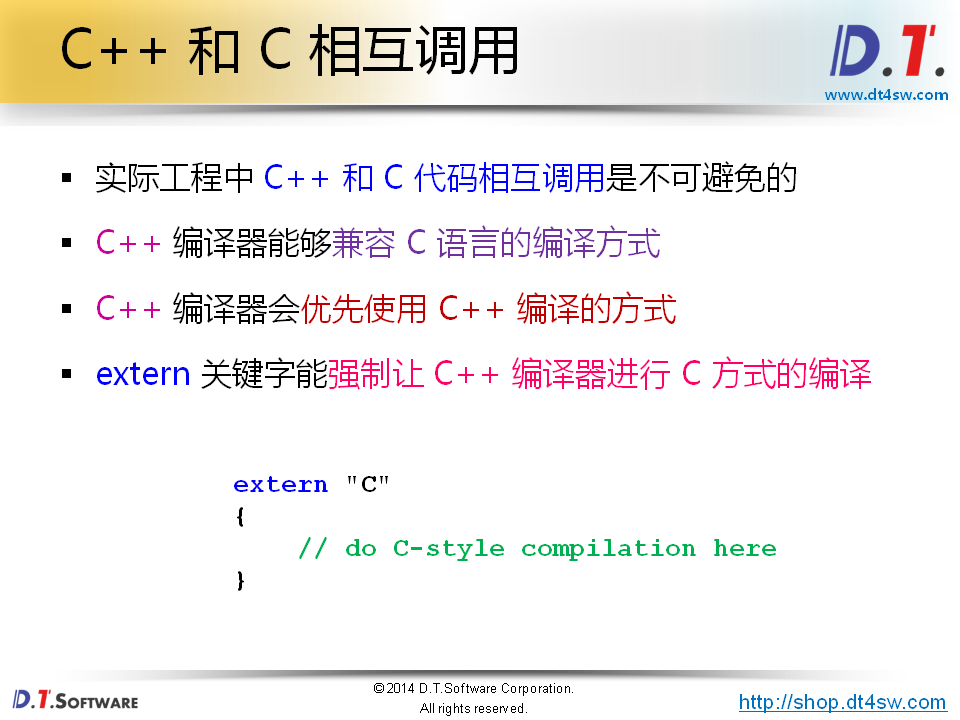 C++ 和 C 相互调用
D.T.
www.dt4sw.com
▪ 实际工程中 C++ 和 C 代码相互调用是不可避免的
▪ C++ 编译器能够兼容 C 语言的编译方式
▪ C++ 编译器会优先使用 C++ 编译的方式
▪ extern 关键字能强制让 C++ 编译器进行 C 方式的编译
extern "C"
{
    // do C-style compilation here
}
D.T.SOFTWARE
©2014 D.T.Software Corporation.
All rights reserved.
http://shop.dt4sw.com